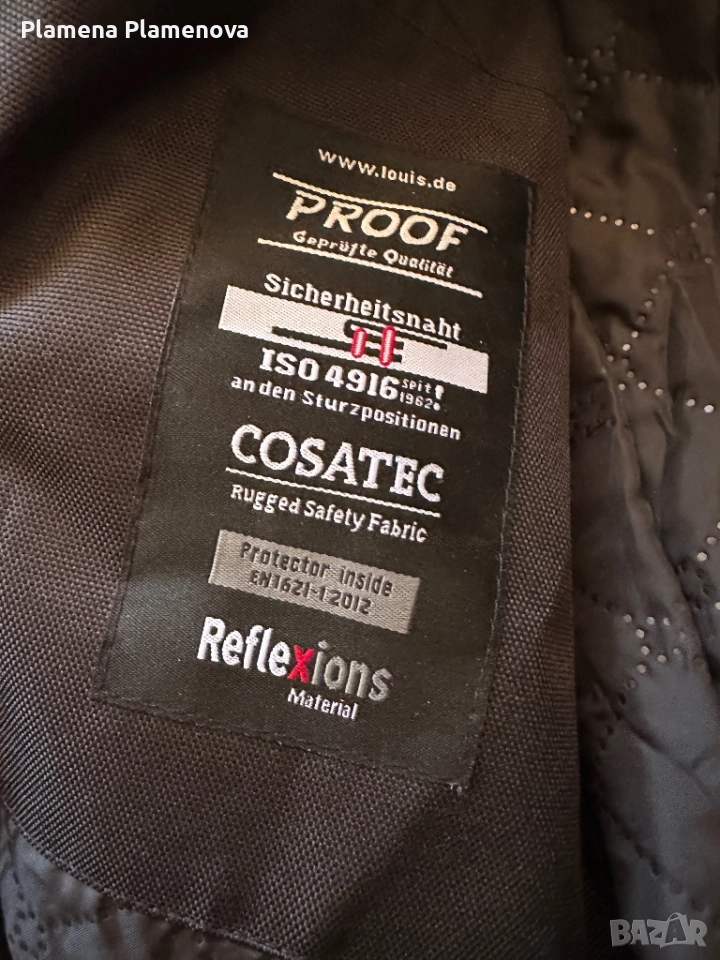 Plamena Plamenova
www.louis.de
PROOF
Geprüfte Qualität
Sicherheitsnaht
ISO 4916 seit 1962!
an den Sturzpositionen
COSATEC
Rugged Safety Fabric
Protector inside
EN1621-1:2012
Reflexions
Material
BAZAR